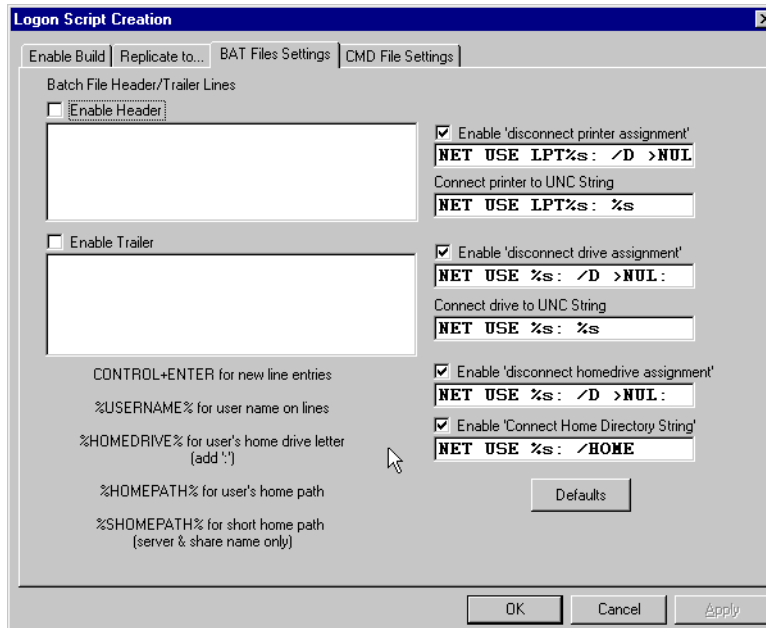 Logon Script Creation
Enable Build
Replicate to...
BAT Files Settings
CMD File Settings
Batch File Header/Trailer Lines
Enable Header
Enable Trailer
CONTROL+ENTER for new line entries
%USERNAME% for user name on lines
%HOMEDRIVE% for user's home drive letter
(add ':')
%HOMEPATH% for user's home path
%SHOMEPATH% for short home path
(server & share name only)
Enable 'disconnect printer assignment'
NET USE LPT%s: /D >NUL
Connect printer to UNC String
NET USE LPT%s: %s
Enable 'disconnect drive assignment'
NET USE %s: /D >NUL:
Connect drive to UNC String
NET USE %s: %s
Enable 'disconnect homedrive assignment'
NET USE %s: /D >NUL:
Enable 'Connect Home Directory String'
NET USE %s: /HOME
Defaults
OK
Cancel
Apply